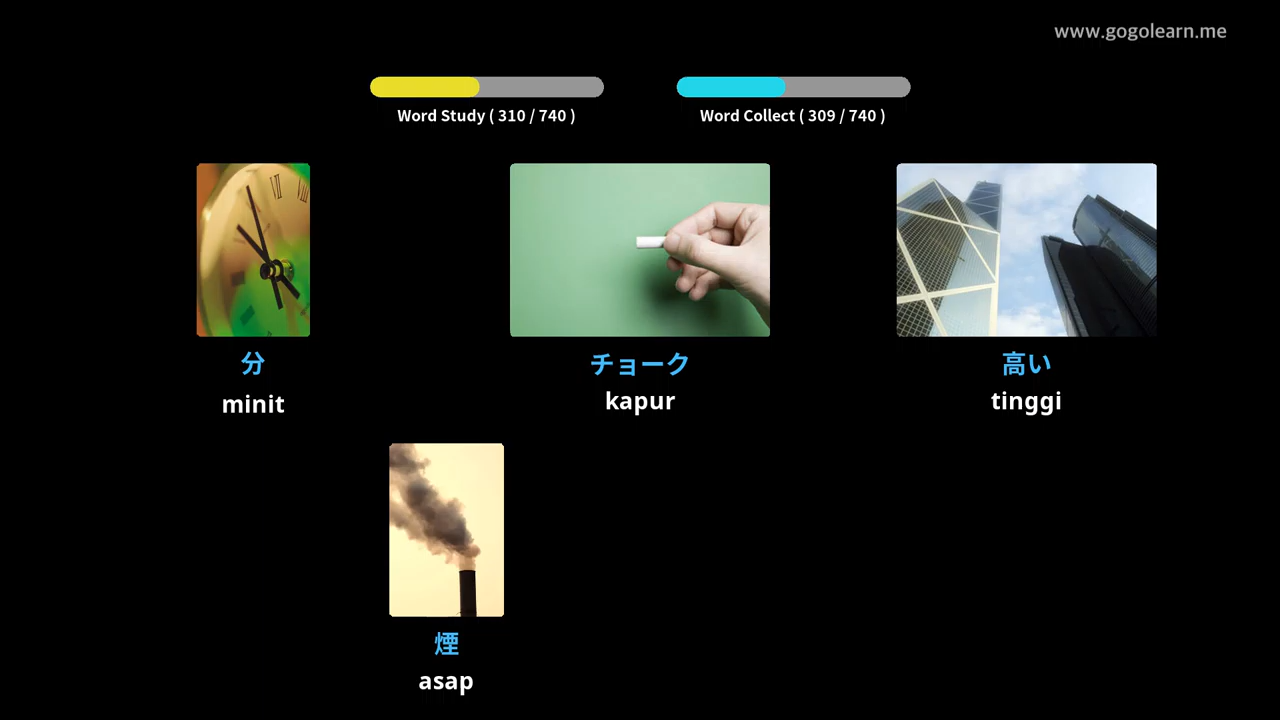 www.gogolearn.me
Word Study ( 310 / 740 )
Word Collect ( 309 / 740 )
分
minit
チョーク
kapur
高い
tinggi
煙
asap